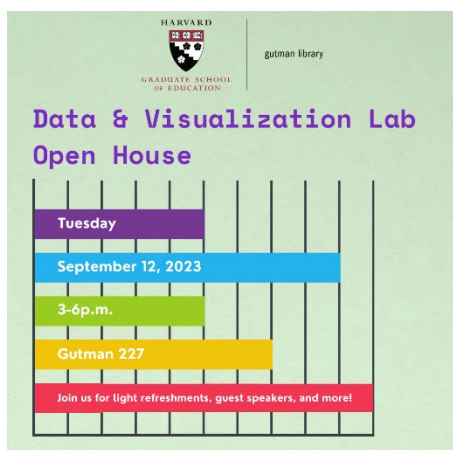 HARVARD
GRADUATE SCHOOL
OF EDUCATION
gutman library
Data & Visualization Lab
Open House
Tuesday
September 12, 2023
3-6p.m.
Gutman 227
Join us for light refreshments, guest speakers, and more!